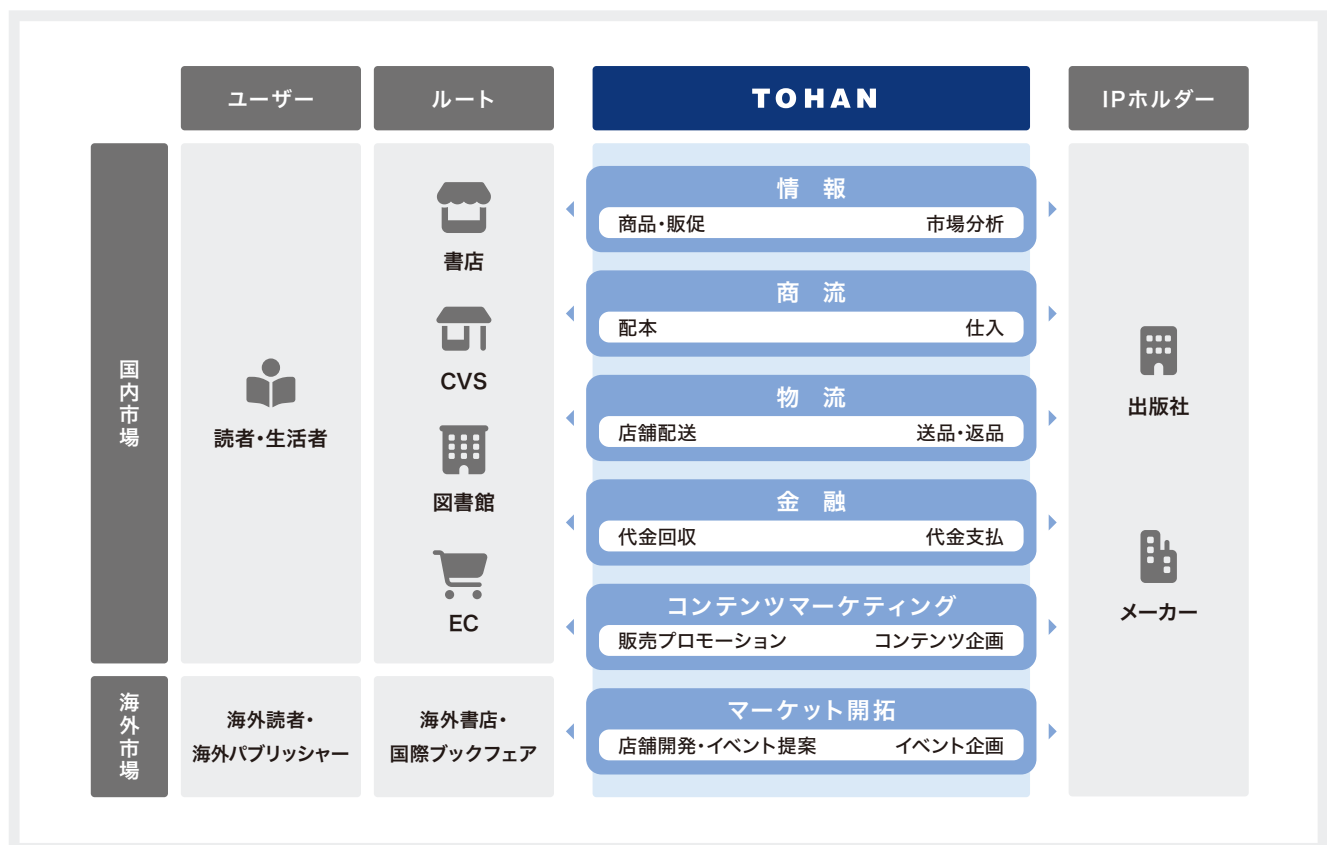 ユーザー
ルート
TOHAN
IPホルダー
国内市場
読者・生活者
書店
CVS
図書館
EC
情 報
商品・販促 市場分析
商 流
配本 仕入
物 流
店舗配送 送品・返品
金 融
代金回収 代金支払
コンテンツマーケティング
販売プロモーション コンテンツ企画
マーケット開拓
店舗開発・イベント提案 イベント企画
出版社
メーカー
海外市場
海外読者・
海外パブリッシャー
海外書店・
国際ブックフェア